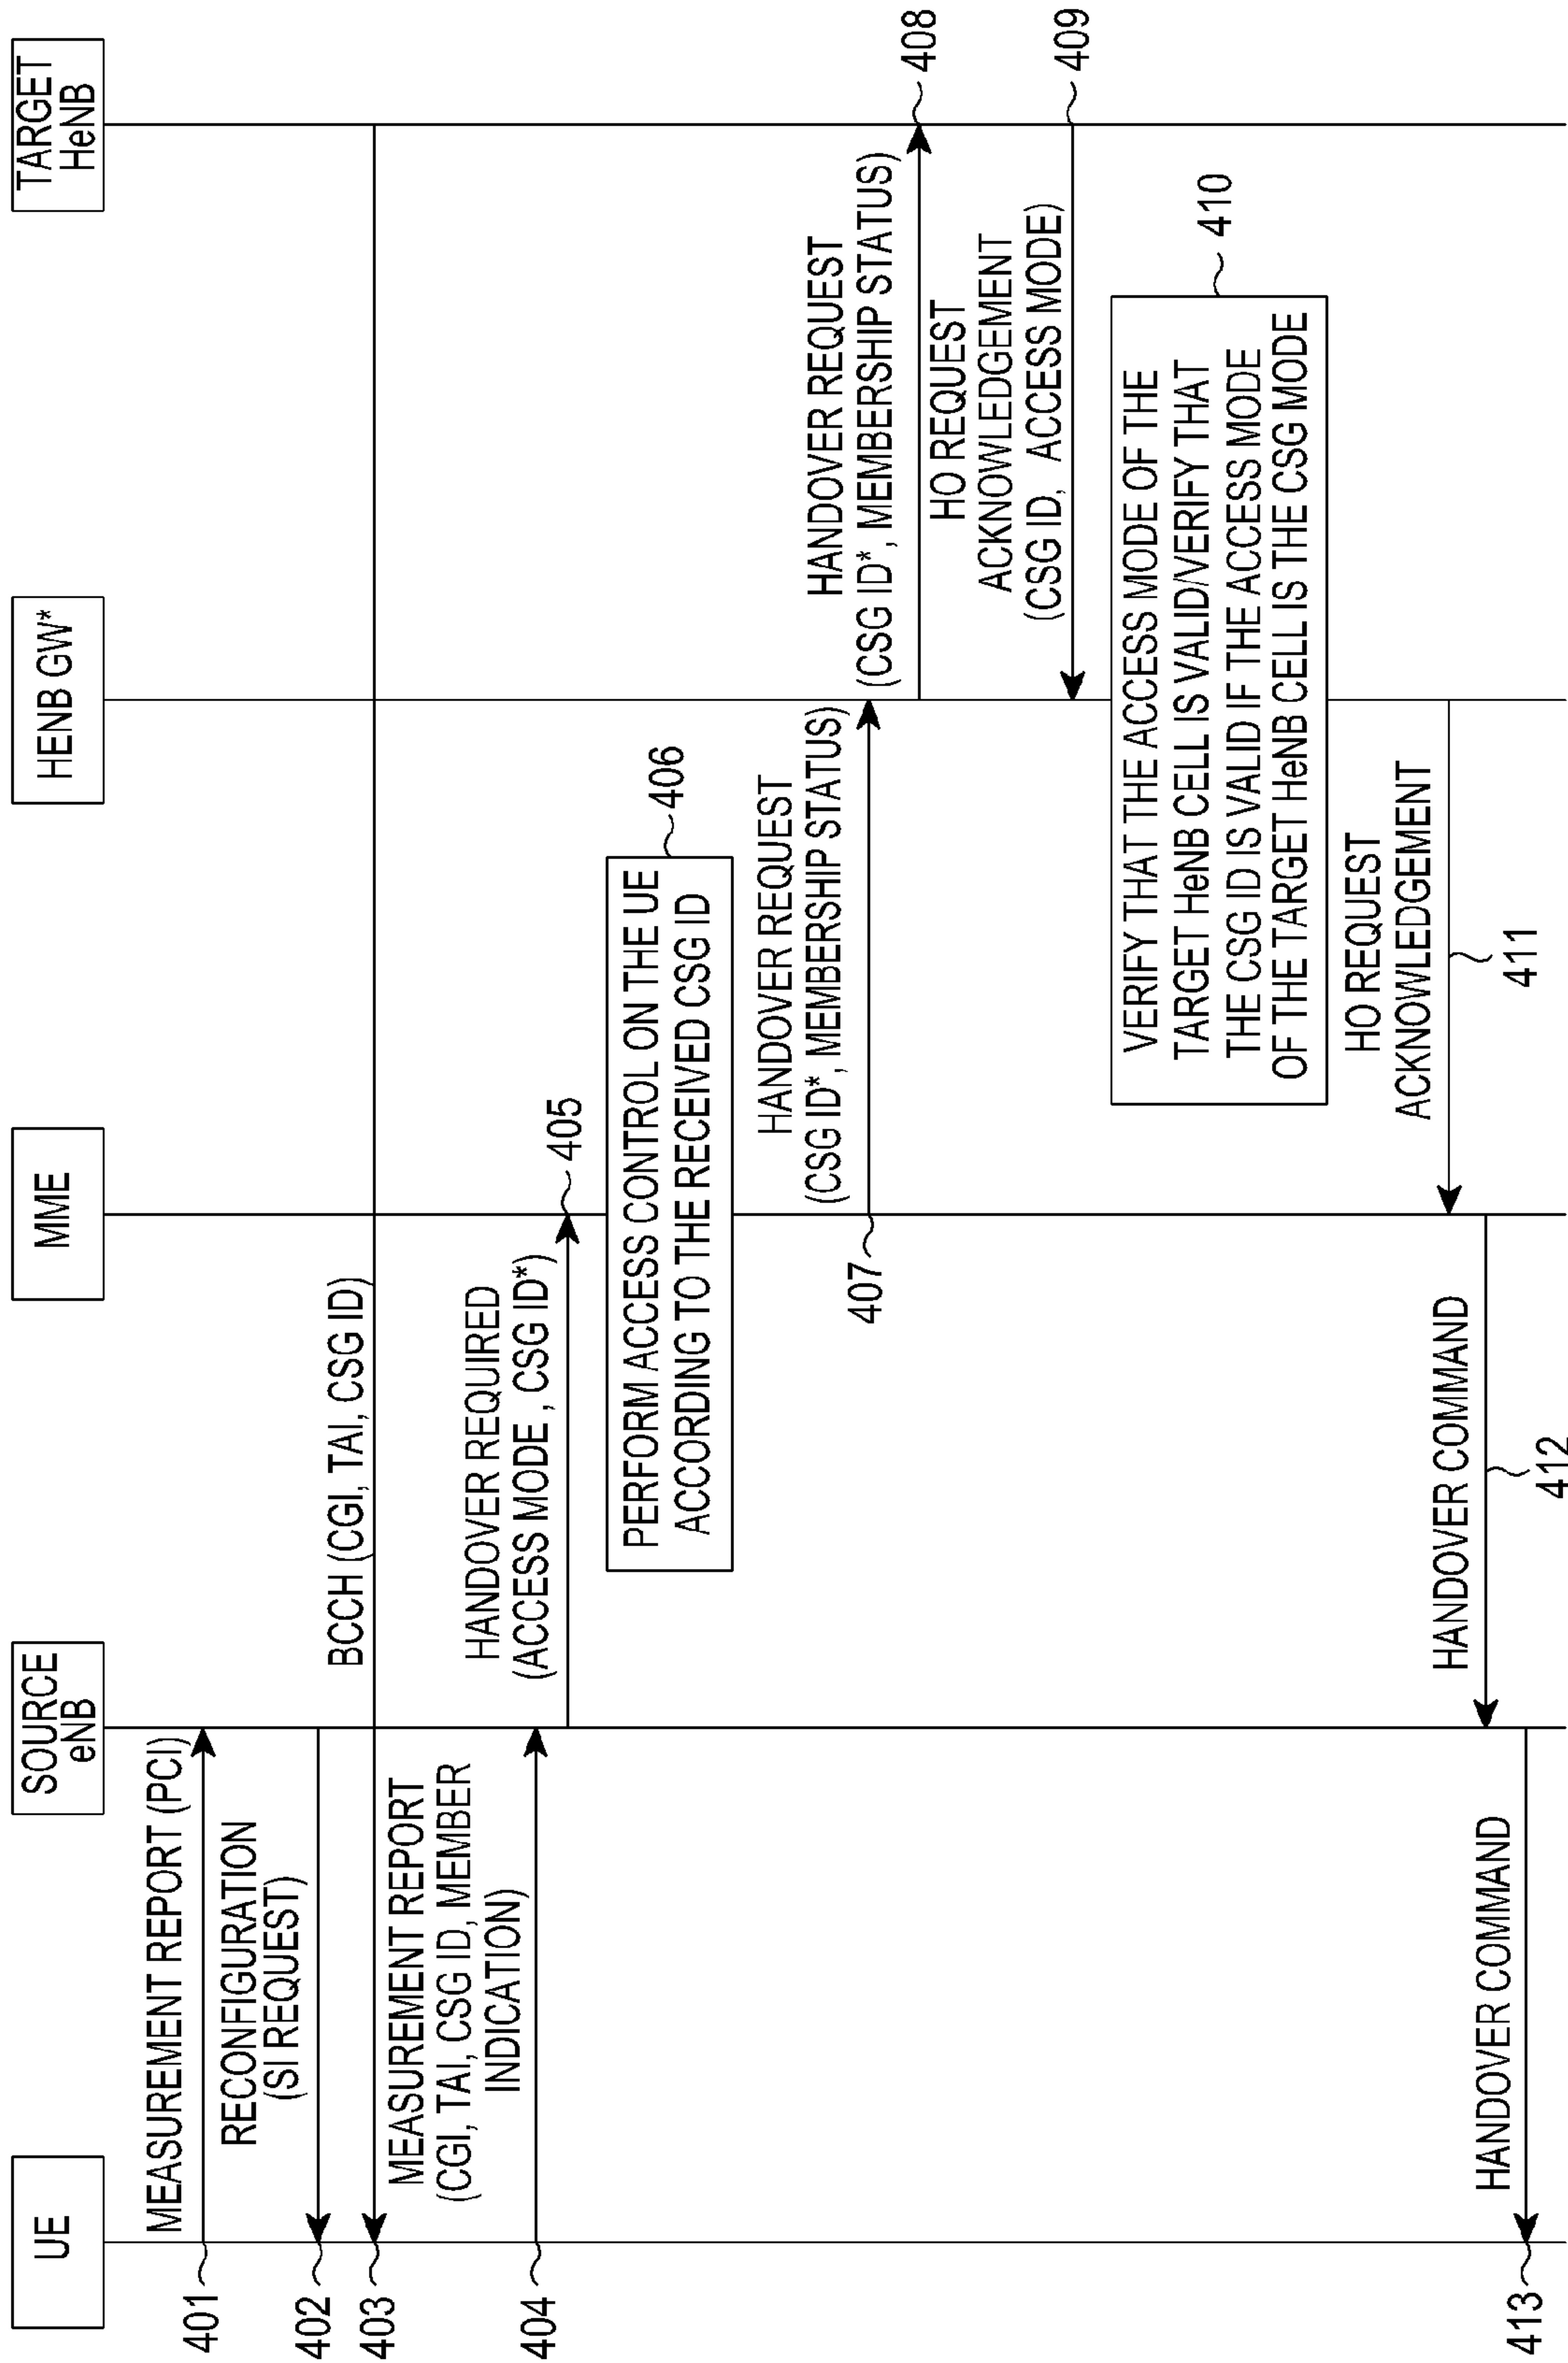 UE
SOURCE
eNB
MME
HENB GW*
TARGET
HeNB
MEASUREMENT REPORT (PCI)
401
RECONFIGURATION
(SI REQUEST)
402
BCCH (CGI, TAI, CSG ID)
403
MEASUREMENT REPORT
(CGI, TAI, CSG ID, MEMBER
INDICATION)
404
HANDOVER REQUIRED
(ACCESS MODE , CSG ID*)
405
PERFORM ACCESS CONTROL ON THE UE
ACCORDING TO THE RECEIVED CSG ID
406
HANDOVER REQUEST
(CSG ID*, MEMBERSHIP STATUS)
407
HANDOVER REQUEST
(CSG ID*, MEMBERSHIP STATUS)
408
HO REQUEST
ACKNOWLEDGEMENT
(CSG ID, ACCESS MODE)
409
VERIFY THAT THE ACCESS MODE OF THE
TARGET HeNB CELL IS VALID/VERIFY THAT
THE CSG ID IS VALID IF THE ACCESS MODE
OF THE TARGET HeNB CELL IS THE CSG MODE
410
HO REQUEST
ACKNOWLEDGEMENT
411
HANDOVER COMMAND
412
HANDOVER COMMAND
413